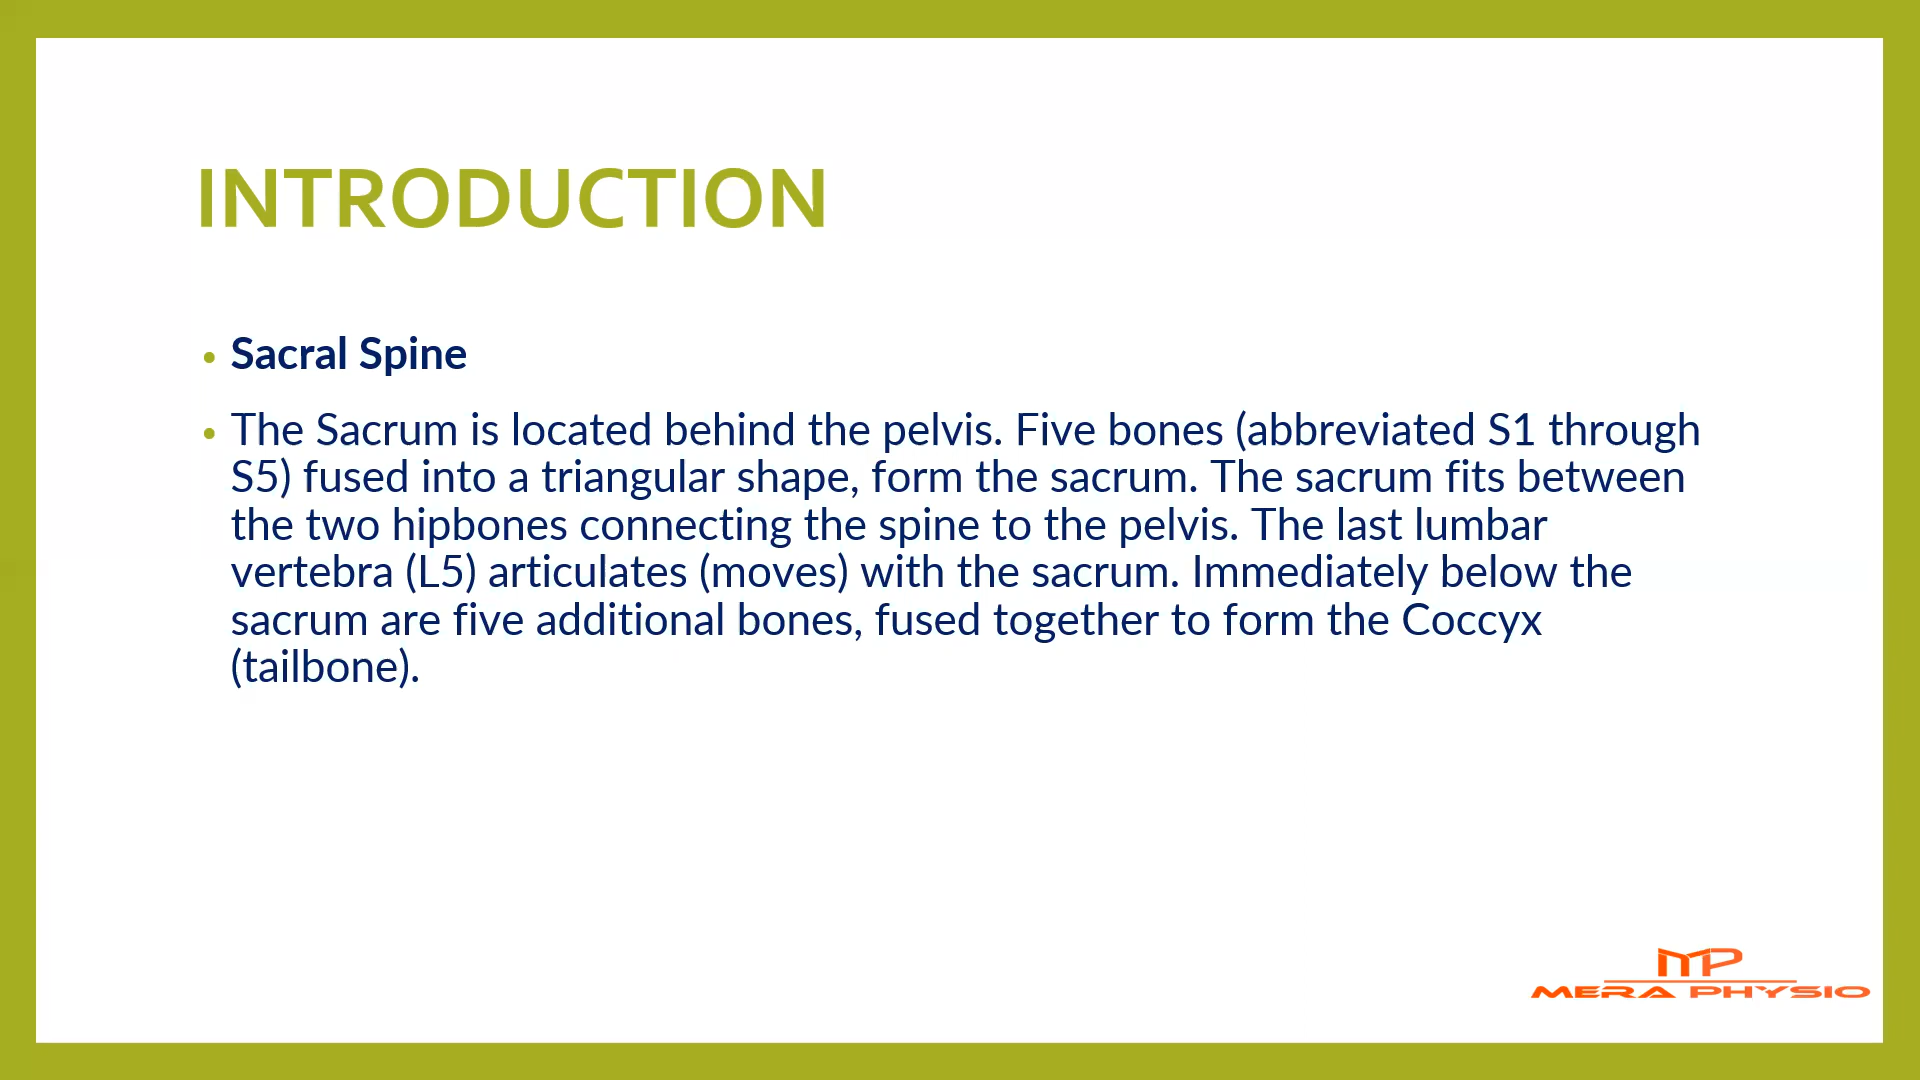 INTRODUCTION
• Sacral Spine
• The Sacrum is located behind the pelvis. Five bones (abbreviated S1 through
S5) fused into a triangular shape, form the sacrum. The sacrum fits between
the two hipbones connecting the spine to the pelvis. The last lumbar
vertebra (L5) articulates (moves) with the sacrum. Immediately below the
sacrum are five additional bones, fused together to form the Coccyx
(tailbone).
MP
MERA PHYSIO